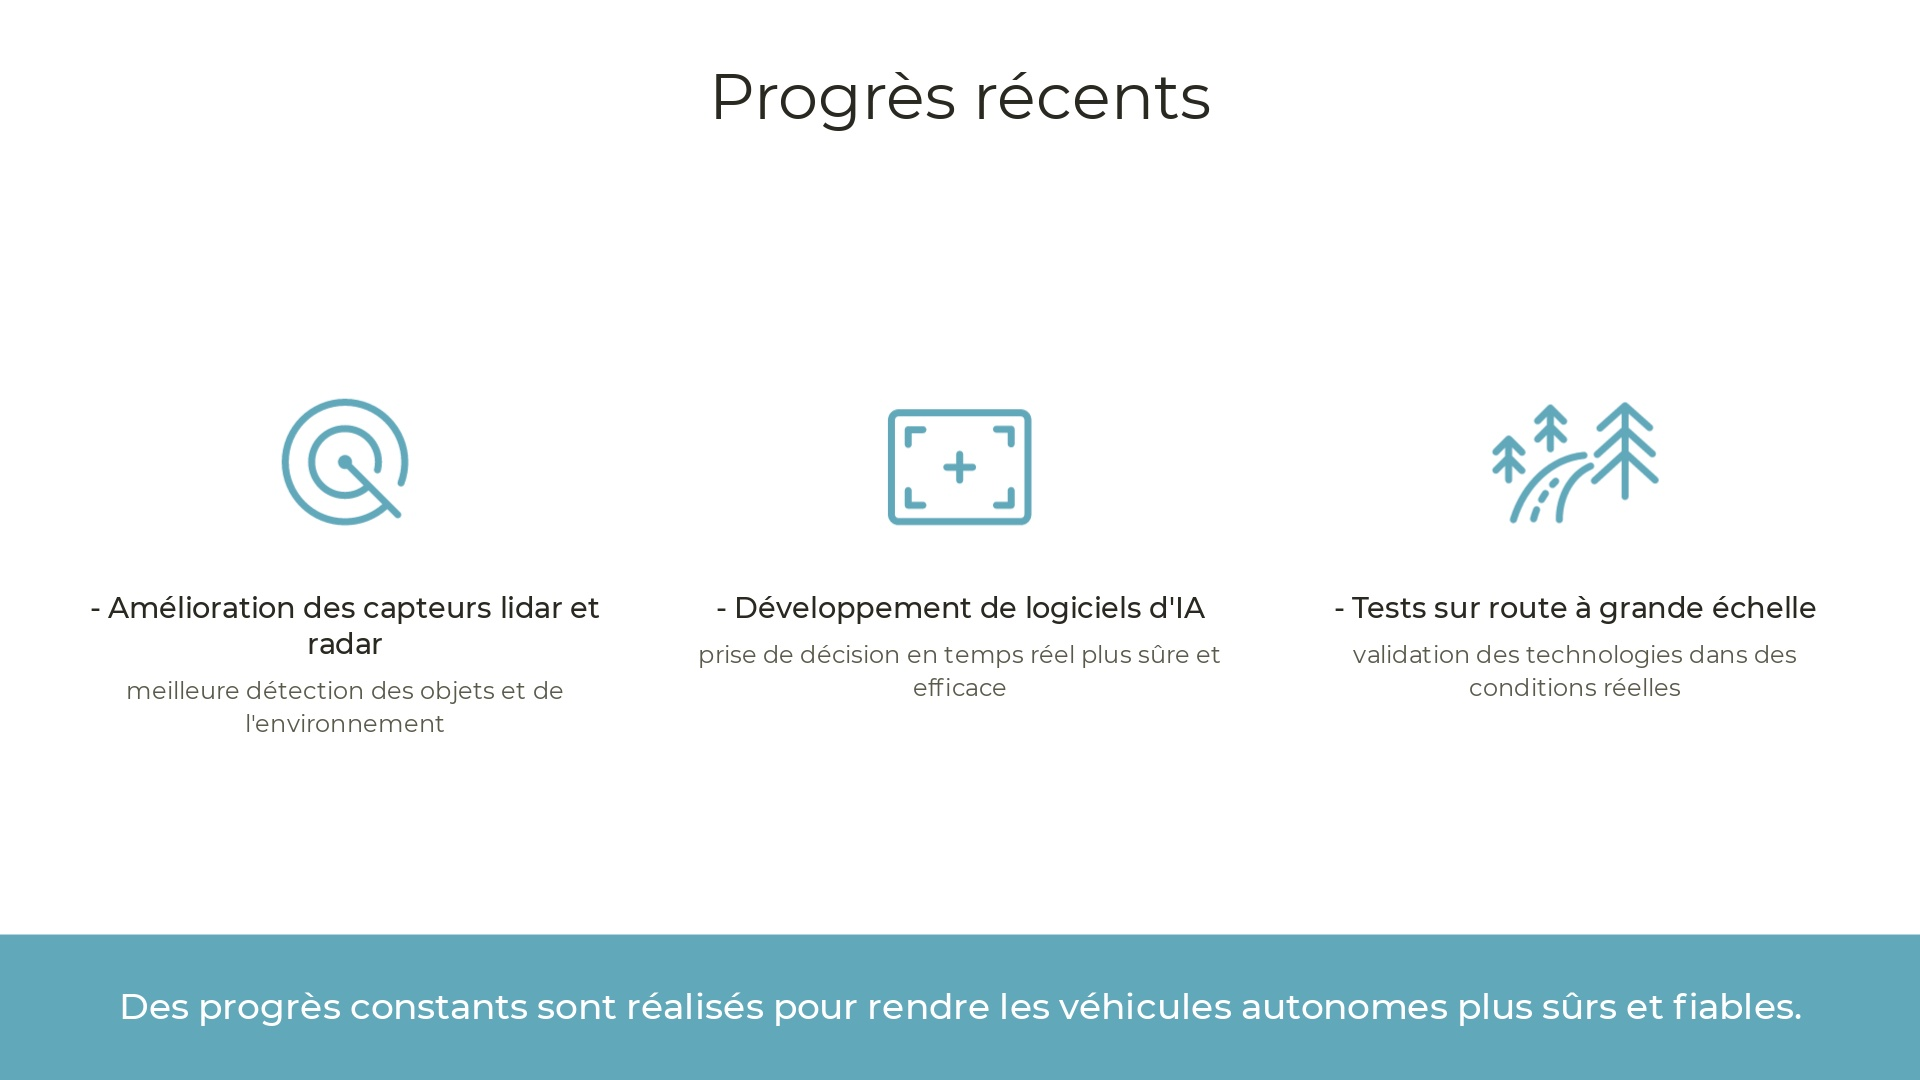 Progrès récents
- Amélioration des capteurs lidar et
radar
meilleure détection des objets et de
l'environnement
- Développement de logiciels d'IA
prise de décision en temps réel plus sûre et
efficace
- Tests sur route à grande échelle
validation des technologies dans des
conditions réelles
Des progrès constants sont réalisés pour rendre les véhicules autonomes plus sûrs et fiables.